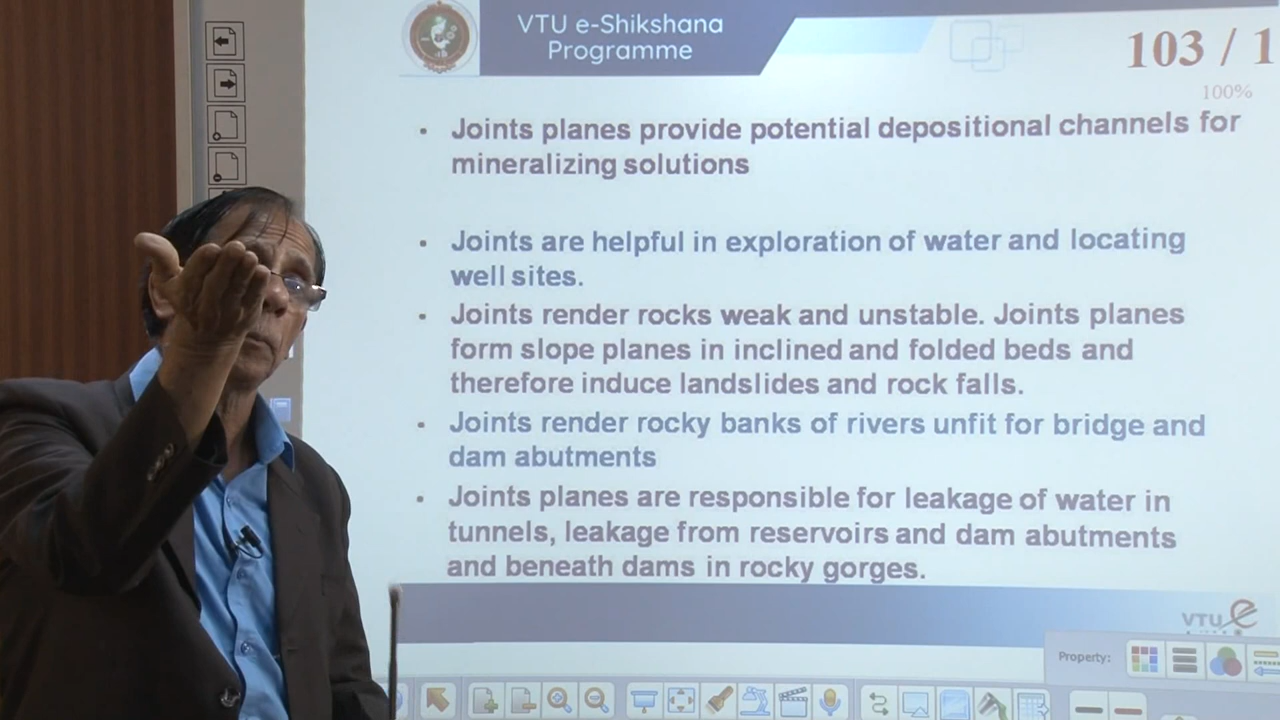 VTU e-Shikshana
Programme
103 / 1
100%
Joints planes provide potential depositional channels for
mineralizing solutions
Joints are helpful in exploration of water and locating
well sites.
Joints render rocks weak and unstable. Joints planes
form slope planes in inclined and folded beds and
therefore induce landslides and rock falls.
Joints render rocky banks of rivers unfit for bridge and
dam abutments
Joints planes are responsible for leakage of water in
tunnels, leakage from reservoirs and dam abutments
and beneath dams in rocky gorges.
VTU e
Property: